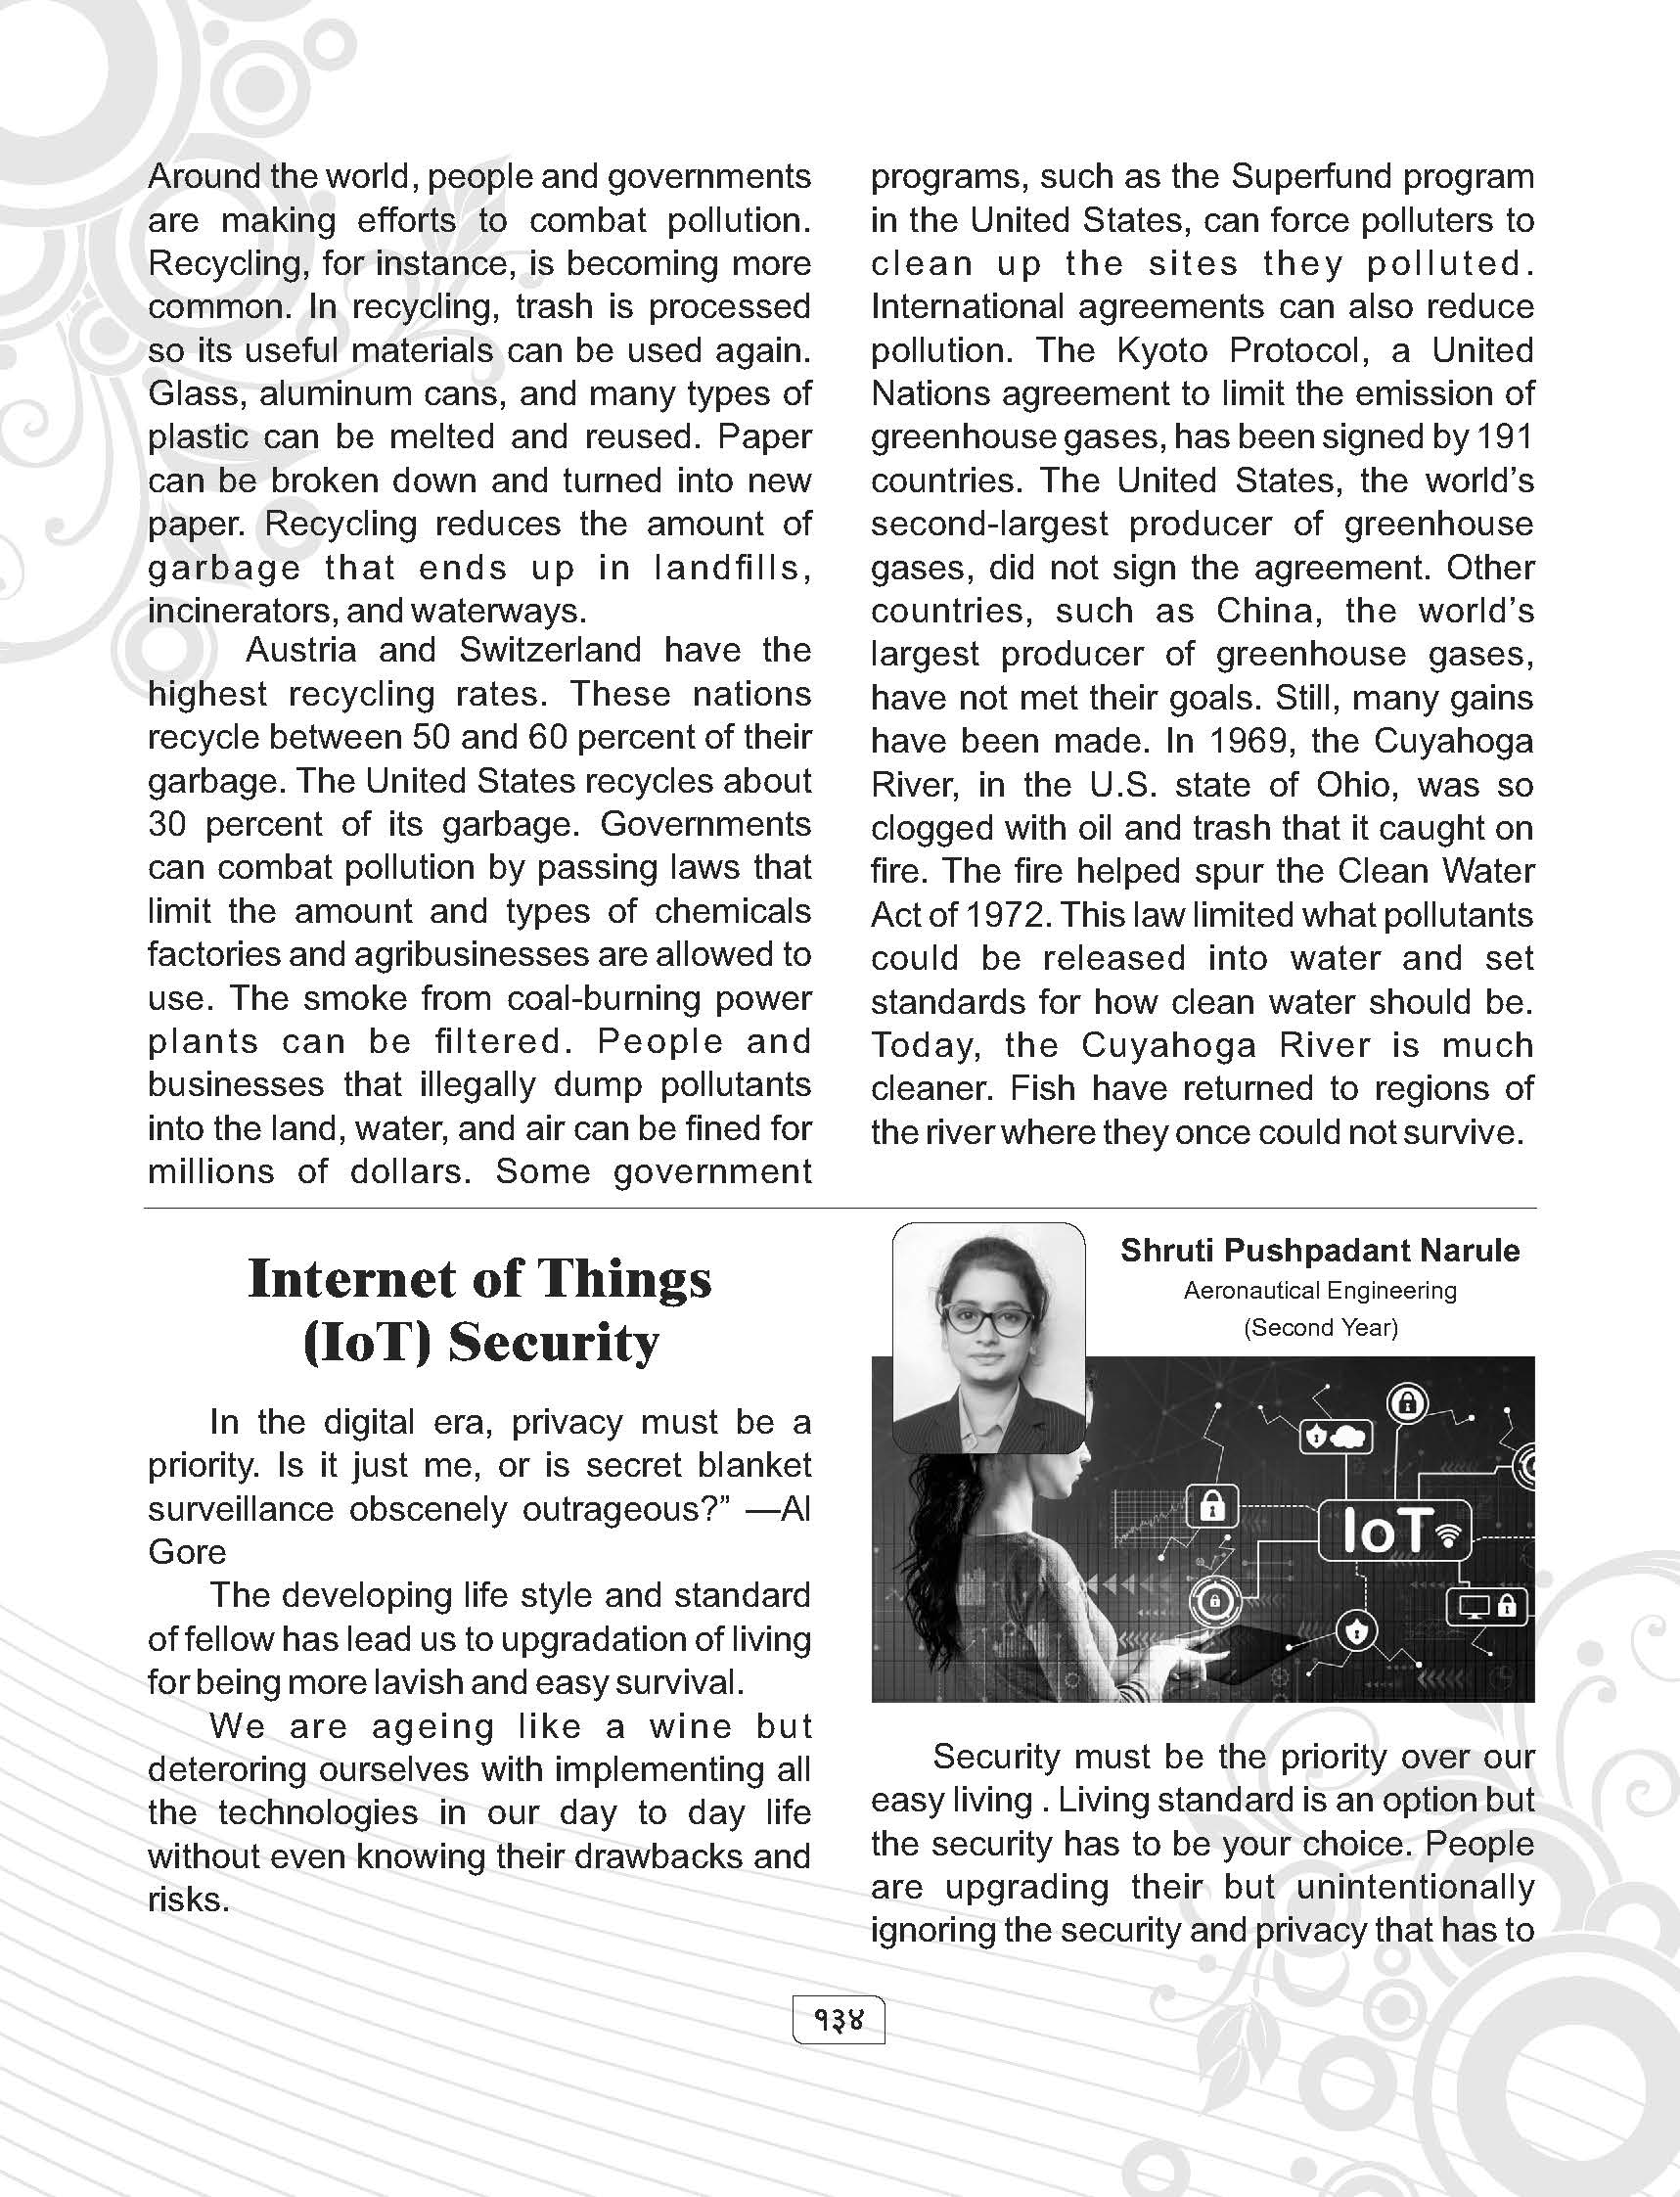 Around the world, people and governments
are making efforts to combat pollution.
Recycling, for instance, is becoming more
common. In recycling, trash is processed
so its useful materials can be used again.
Glass, aluminum cans, and many types of
plastic can be melted and reused. Paper
can be broken down and turned into new
paper. Recycling reduces the amount of
garbage that ends up in landfills,
incinerators, and waterways.
Austria and Switzerland have the
highest recycling rates. These nations
recycle between 50 and 60 percent of their
garbage. The United States recycles about
30 percent of its garbage. Governments
can combat pollution by passing laws that
limit the amount and types of chemicals
factories and agribusinesses are allowed to
use. The smoke from coal-burning power
plants can be filtered. People and
businesses that illegally dump pollutants
into the land, water, and air can be fined for
millions of dollars. Some government
programs, such as the Superfund program
in the United States, can force polluters to
clean up the sites they polluted.
International agreements can also reduce
pollution. The Kyoto Protocol, a United
Nations agreement to limit the emission of
greenhouse gases, has been signed by 191
countries. The United States, the world’s
second-largest producer of greenhouse
gases, did not sign the agreement. Other
countries, such as China, the world’s
largest producer of greenhouse gases,
have not met their goals. Still, many gains
have been made. In 1969, the Cuyahoga
River, in the U.S. state of Ohio, was so
clogged with oil and trash that it caught on
fire. The fire helped spur the Clean Water
Act of 1972. This law limited what pollutants
could be released into water and set
standards for how clean water should be.
Today, the Cuyahoga River is much
cleaner. Fish have returned to regions of
the river where they once could not survive.
Internet of Things
(IoT) Security
In the digital era, privacy must be a
priority. Is it just me, or is secret blanket
surveillance obscenely outrageous?” —Al
Gore
The developing life style and standard
of fellow has lead us to upgradation of living
for being more lavish and easy survival.
We are ageing like a wine but
deteroring ourselves with implementing all
the technologies in our day to day life
without even knowing their drawbacks and
risks.
Shruti Pushpadant Narule
Aeronautical Engineering
(Second Year)
IoT
Security must be the priority over our
easy living . Living standard is an option but
the security has to be your choice. People
are upgrading their but unintentionally
ignoring the security and privacy that has to
१३४